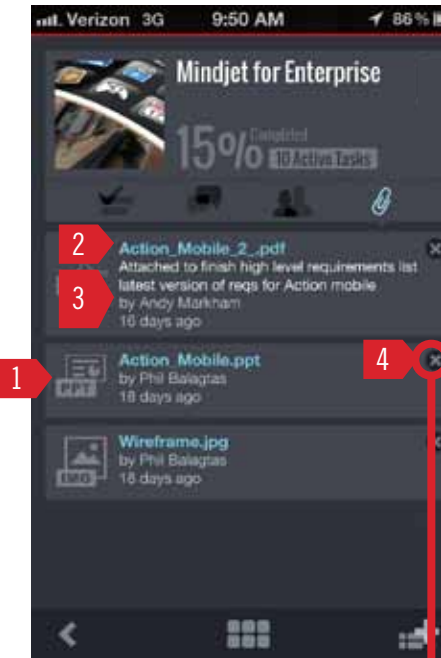 Verizon 3G 9:50 AM 86%
Mindjet for Enterprise
15% Completed
10 Active Tasks
2 Action_Mobile_2_.pdf
Attached to finish high level requirements list
latest version of reqs for Action mobile
3 by Andy Markham
16 days ago
1 PPT Action_Mobile.ppt 4
by Phil Balagtas
18 days ago
Wireframe.jpg
IMG by Phil Balagtas
18 days ago